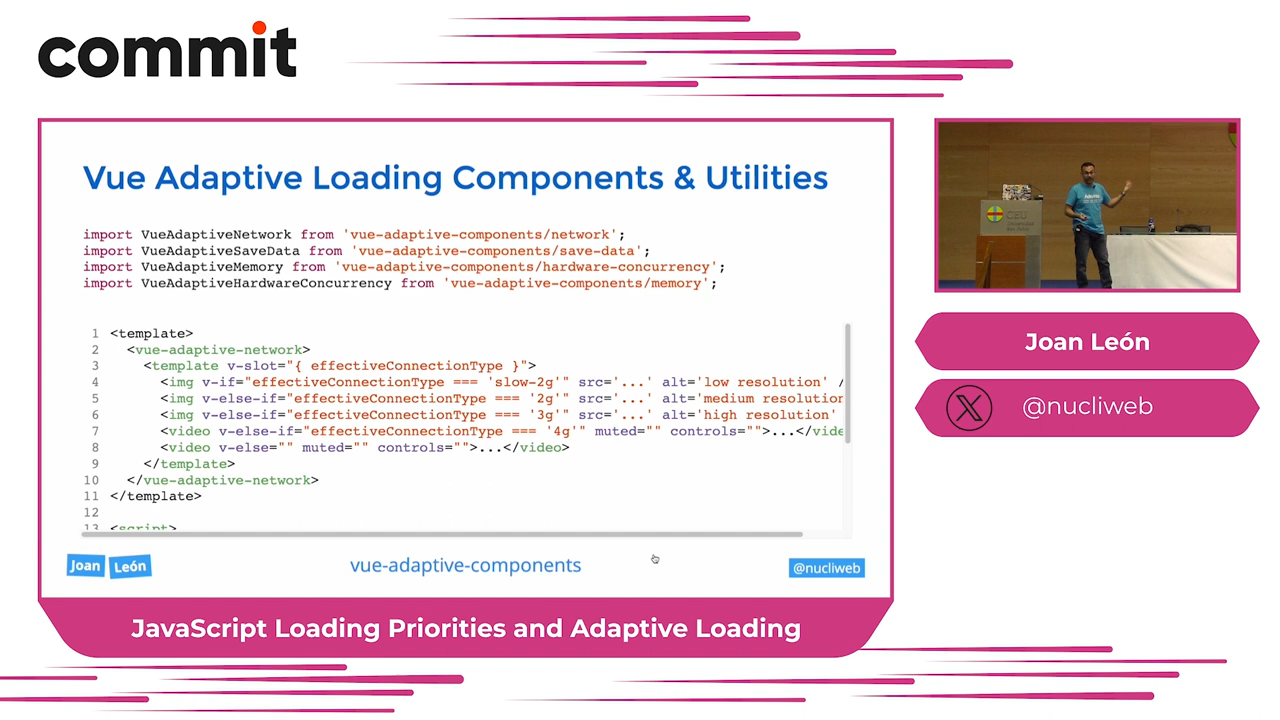 commit
Vue Adaptive Loading Components & Utilities
import VueAdaptiveNetwork from 'vue-adaptive-components/network';
import VueAdaptiveSaveData from 'vue-adaptive-components/save-data';
import VueAdaptiveMemory from 'vue-adaptive-components/hardware-concurrency';
import VueAdaptiveHardwareConcurrency from 'vue-adaptive-components/memory';
1 <template>
2 <vue-adaptive-network>
3 <template v-slot="{ effectiveConnectionType }">
4 <img v-if="effectiveConnectionType === 'slow-2g'" src='...' alt='low resolution' /
5 <img v-else-if="effectiveConnectionType === '2g'" src='...' alt='medium resolution
6 <img v-else-if="effectiveConnectionType === '3g'" src='...' alt='high resolution'
7 <video v-else-if="effectiveConnectionType === '4g'" muted="" controls="">...</vide
8 <video v-else="" muted="" controls="">...</video>
9 </template>
10 </vue-adaptive-network>
11 </template>
12
13 <script>
Joan León
vue-adaptive-components
@nucliweb
JavaScript Loading Priorities and Adaptive Loading
CEU
Joan León
@nucliweb